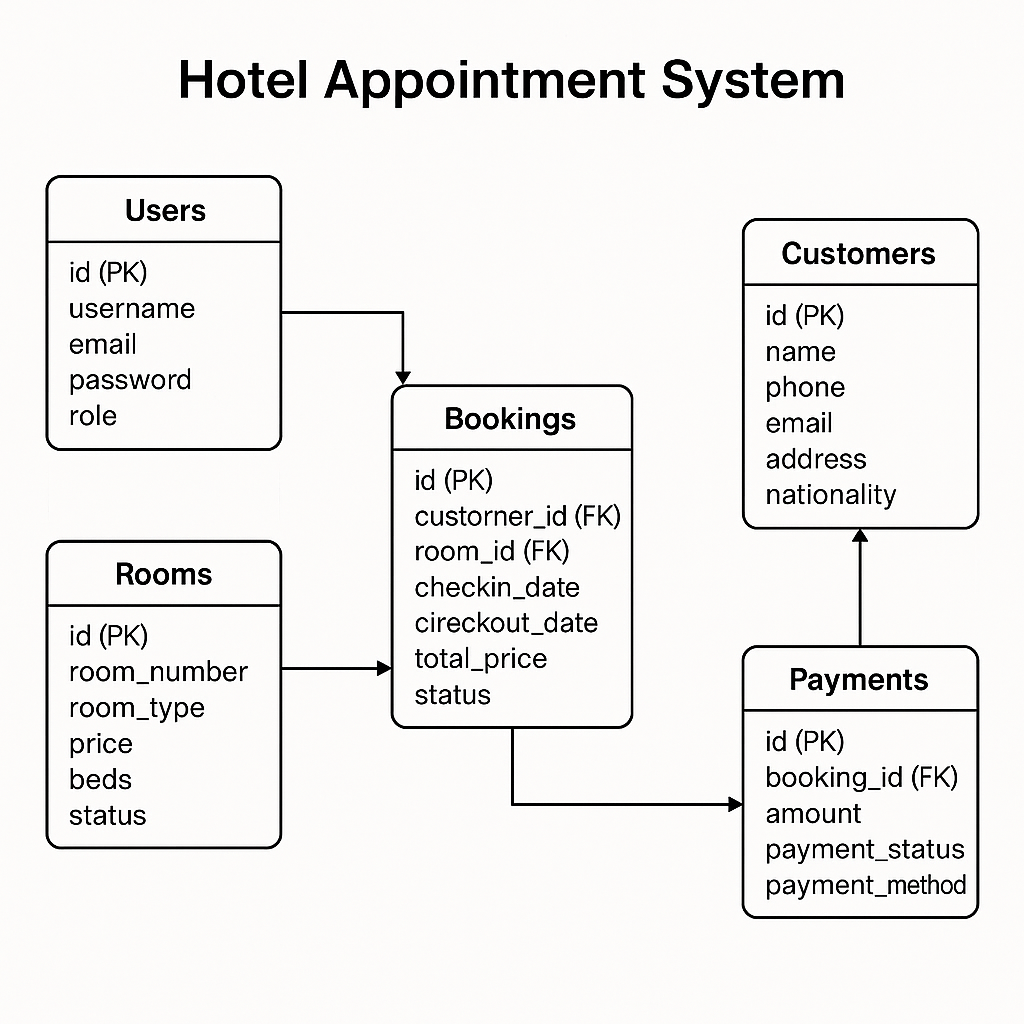 Hotel Appointment System
Users
id (PK)
username
email
password
role
Rooms
id (PK)
room_number
room_type
price
beds
status
Bookings
id (PK)
custorner_id (FK)
room_id (FK)
checkin_date
cireckout_date
total_price
status
Customers
id (PK)
name
phone
email
address
nationality
Payments
id (PK)
booking_id (FK)
amount
payment_status
payment_method